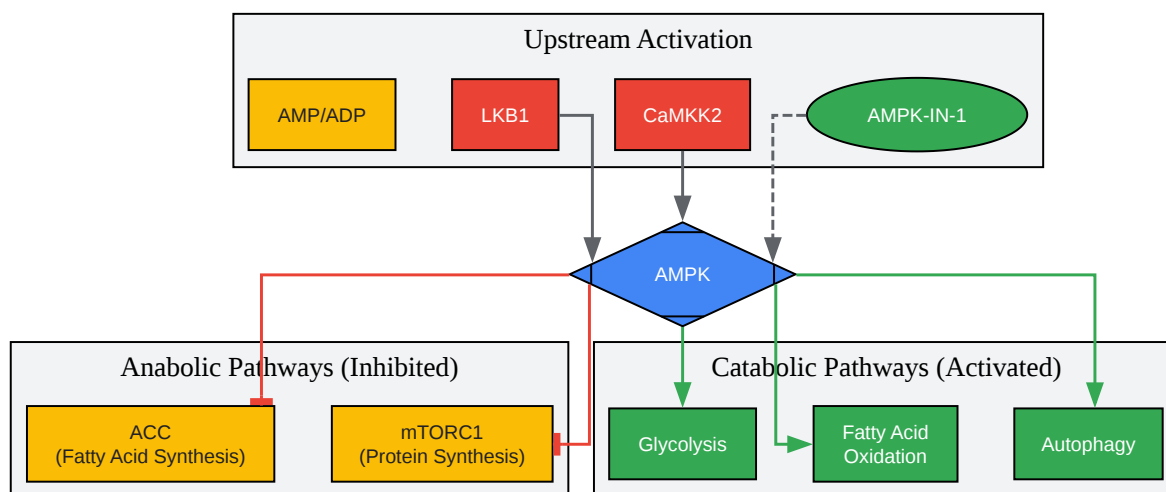 Upstream Activation
AMP/ADP
LKB1
CaMKK2
AMPK-IN-1
AMPK
Anabolic Pathways (Inhibited)
ACC
(Fatty Acid Synthesis)
mTORC1
(Protein Synthesis)
Catabolic Pathways (Activated)
Glycolysis
Fatty Acid
Oxidation
Autophagy